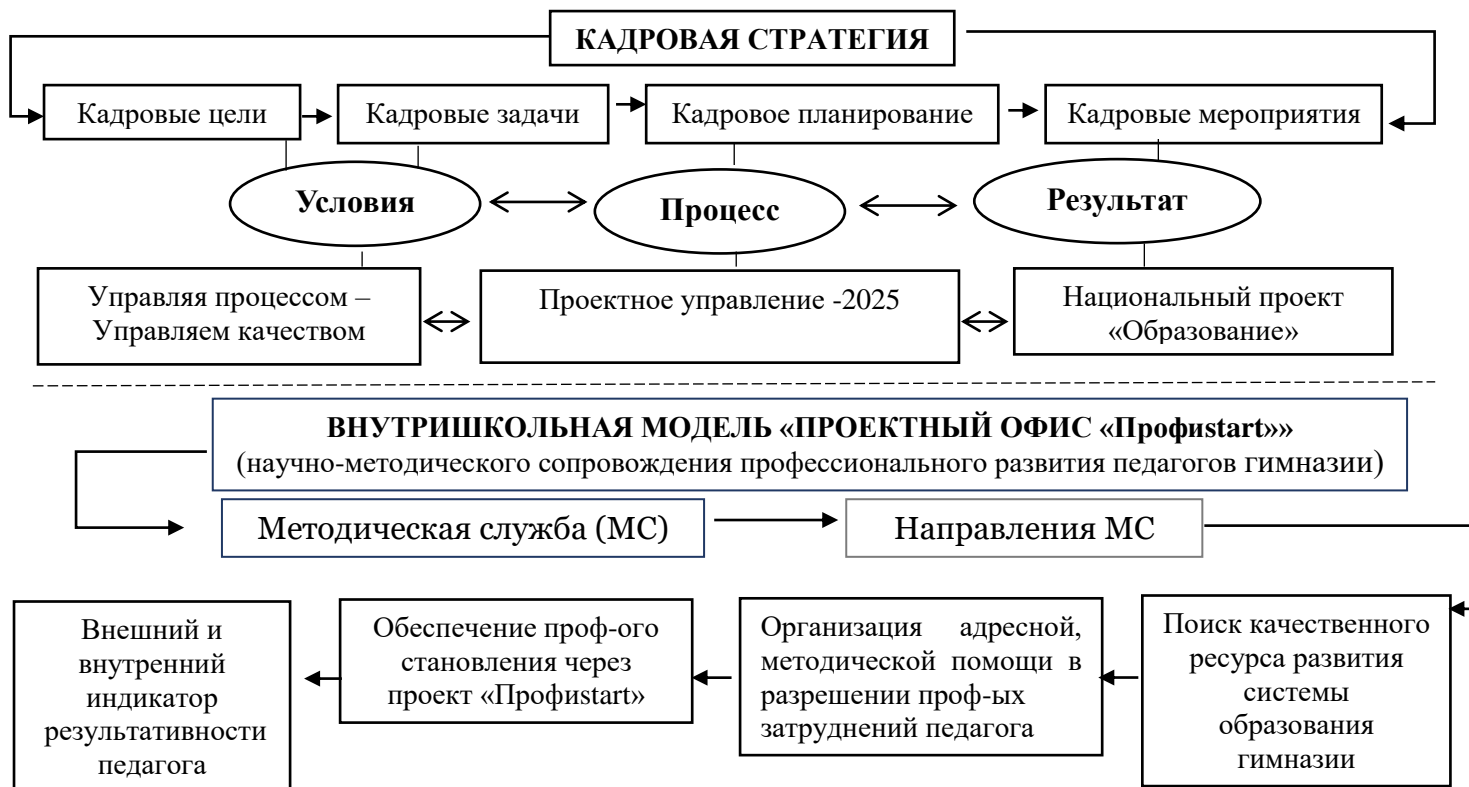 КАДРОВАЯ СТРАТЕГИЯ
Кадровые цели
Кадровые задачи
Кадровое планирование
Кадровые мероприятия
Условия
Процесс
Результат
Управляя процессом –
Управляем качеством
Проектное управление -2025
Национальный проект
«Образование»
ВНУТРИШКОЛЬНАЯ МОДЕЛЬ «ПРОЕКТНЫЙ ОФИС «Профиstart»»
(научно-методического сопровождения профессионального развития педагогов гимназии)
Методическая служба (МС)
Направления МС
Внешний и
внутренний
индикатор
результативности
педагога
Обеспечение проф-ого
становления через
проект «Профиstart»
Организация адресной,
методической помощи в
разрешении проф-ых
затруднений педагога
Поиск качественного
ресурса развития
системы
образования
гимназии